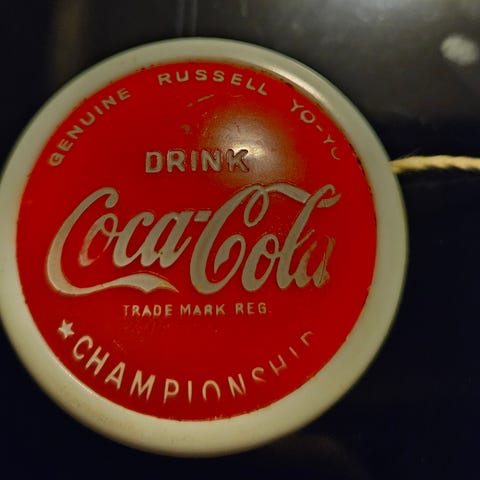 GENUINE RUSSELL YO-YO
DRINK
Coca-Cola
TRADE MARK REG.
★CHAMPIONSHIP